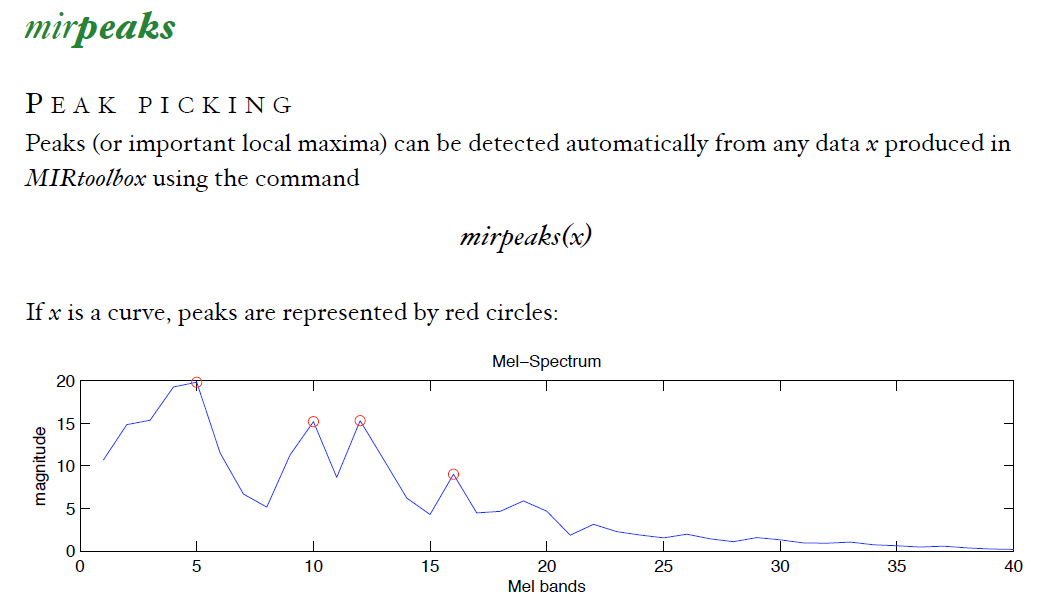 mirpeaks
PEAK PICKING
Peaks (or important local maxima) can be detected automatically from any data x produced in
MIRtoolbox using the command
mirpeaks(x)
If x is a curve, peaks are represented by red circles:
Mel−Spectrum
20
15
10
5
0
magnitude
0 5 10 15 20 25 30 35 40
Mel bands